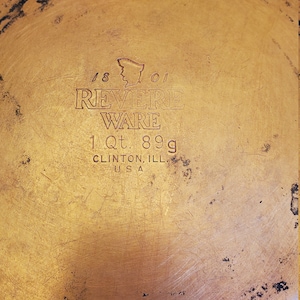 18 01
REVERE
WARE
1 Qt. 89g
CLINTON, ILL.
U S A